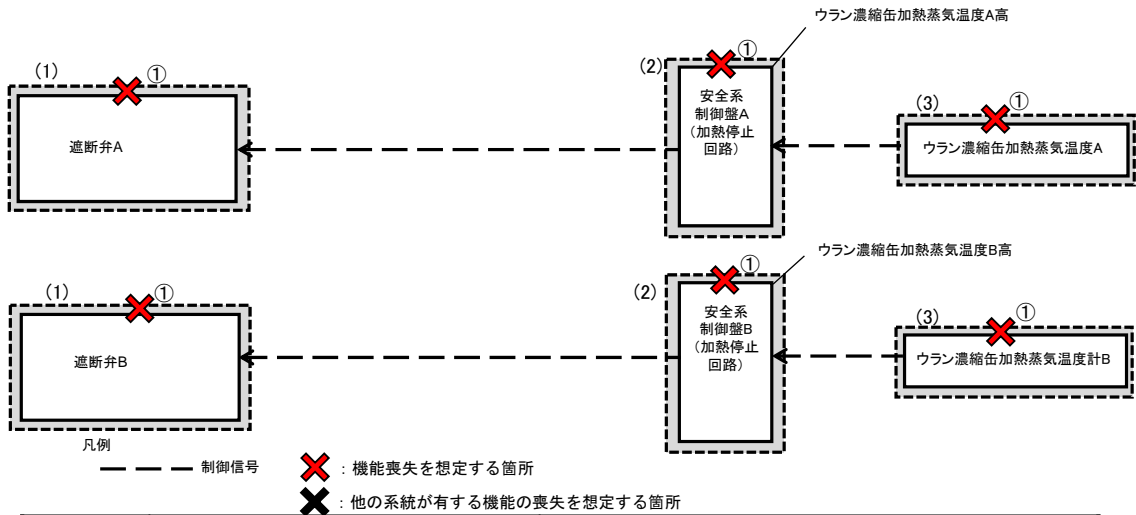 ウラン濃縮缶加熱蒸気温度A高
(1)
①
(2)
①
(3)
①
遮断弁A
安全系
制御盤A
(加熱停止
回路)
ウラン濃縮缶加熱蒸気温度A
ウラン濃縮缶加熱蒸気温度B高
(1)
①
(2)
①
(3)
①
遮断弁B
安全系
制御盤B
(加熱停止
回路)
ウラン濃縮缶加熱蒸気温度計B
凡例
制御信号
：機能喪失を想定する箇所
：他の系統が有する機能の喪失を想定する箇所